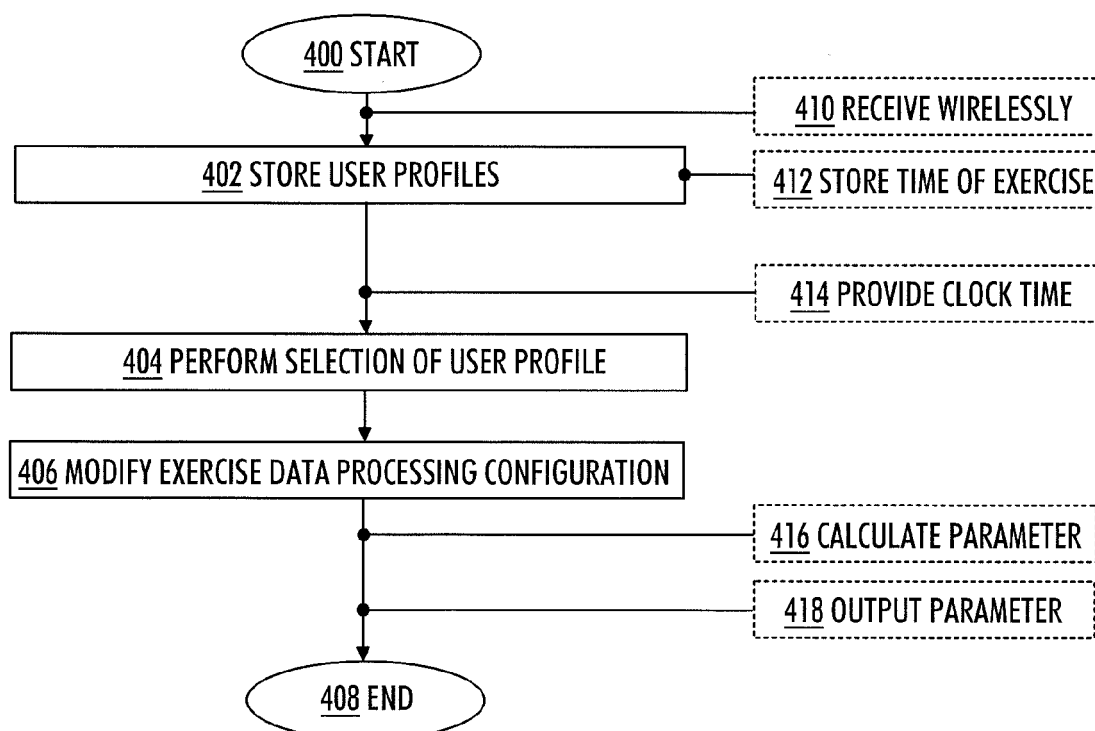 400 START
410 RECEIVE WIRELESSLY
402 STORE USER PROFILES
412 STORE TIME OF EXERCISE
414 PROVIDE CLOCK TIME
404 PERFORM SELECTION OF USER PROFILE
406 MODIFY EXERCISE DATA PROCESSING CONFIGURATION
416 CALCULATE PARAMETER
418 OUTPUT PARAMETER
408 END